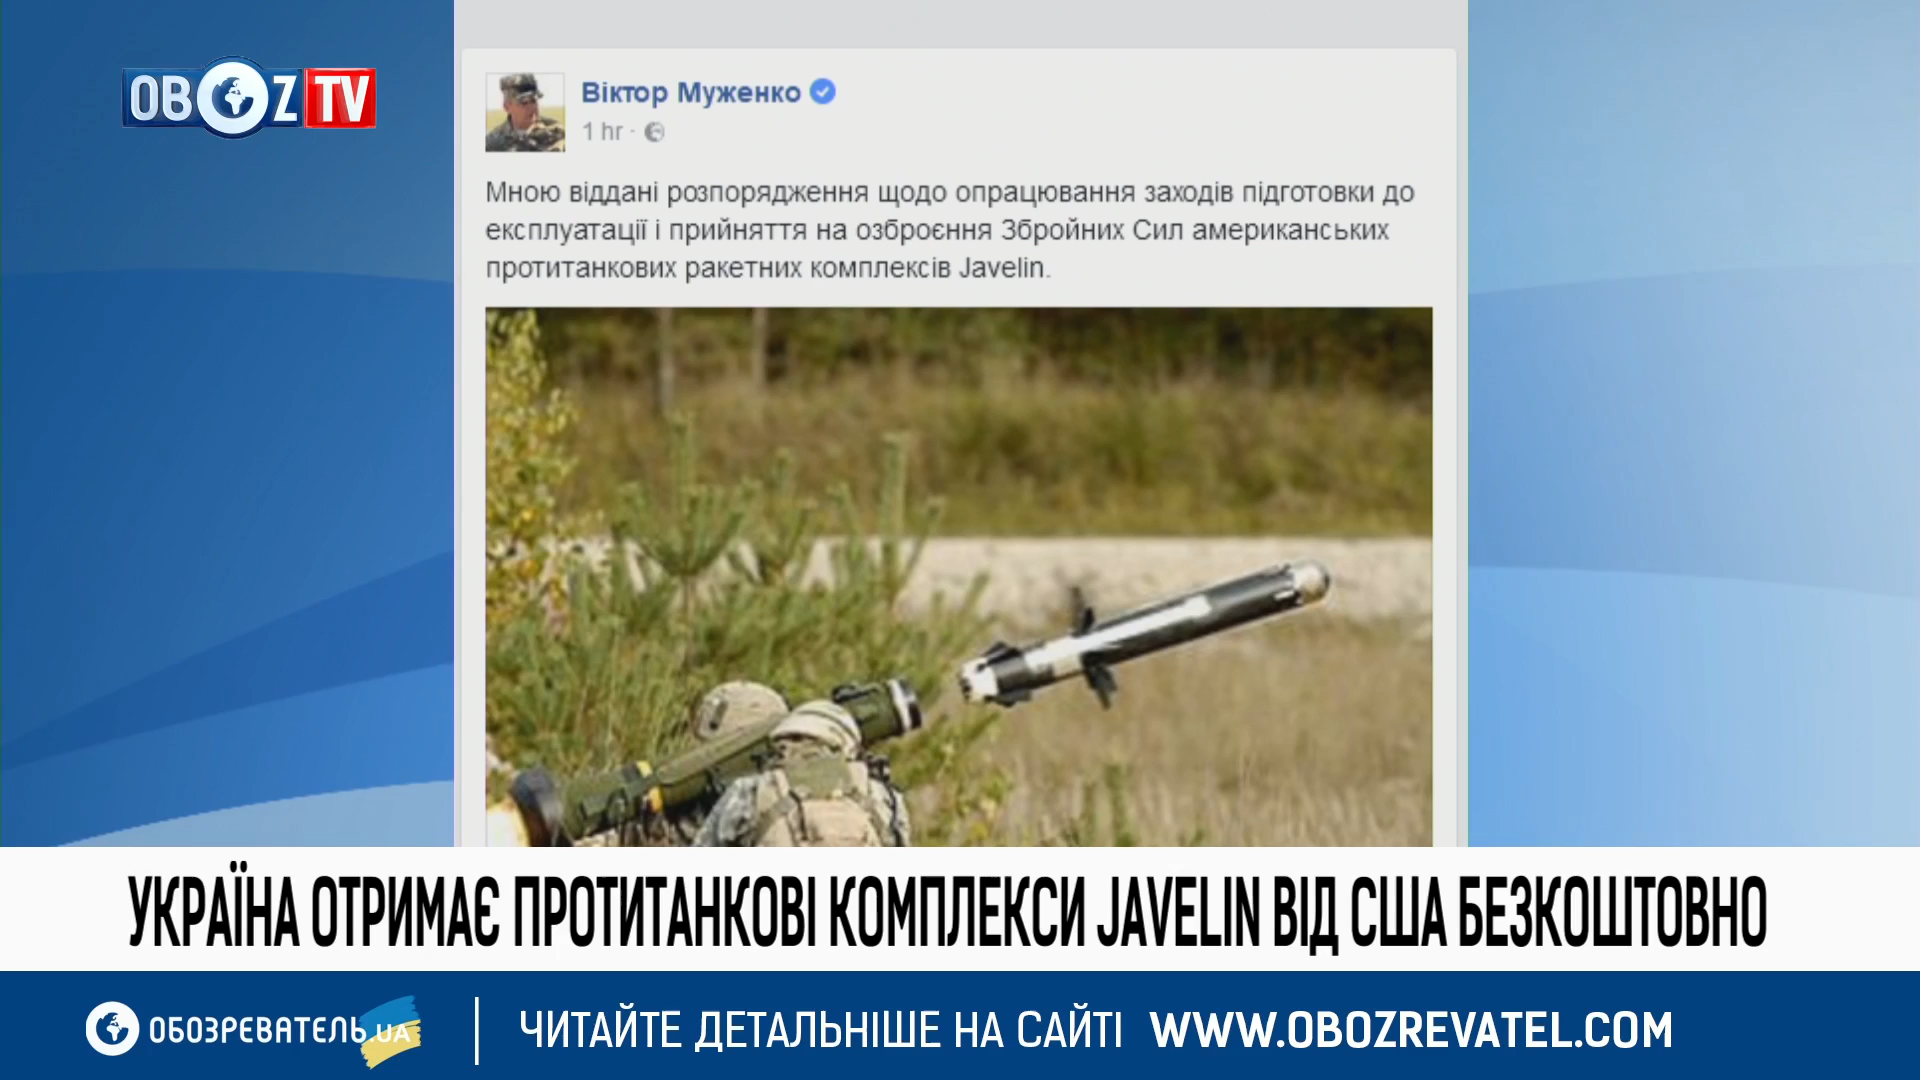 OBOZ TV
Віктор Муженко
1 hr ·
Мною віддані розпорядження щодо опрацювання заходів підготовки до
експлуатації і прийняття на озброєння Збройних Сил американських
протитанкових ракетних комплексів Javelin.
УКРАЇНА ОТРИМАЄ ПРОТИТАНКОВІ КОМПЛЕКСИ JAVELIN ВІД США БЕЗКОШТОВНО
ОБОЗРЕВАТЕЛЬ.UA
ЧИТАЙТЕ ДЕТАЛЬНІШЕ НА САЙТІ WWW.OBOZREVATEL.COM